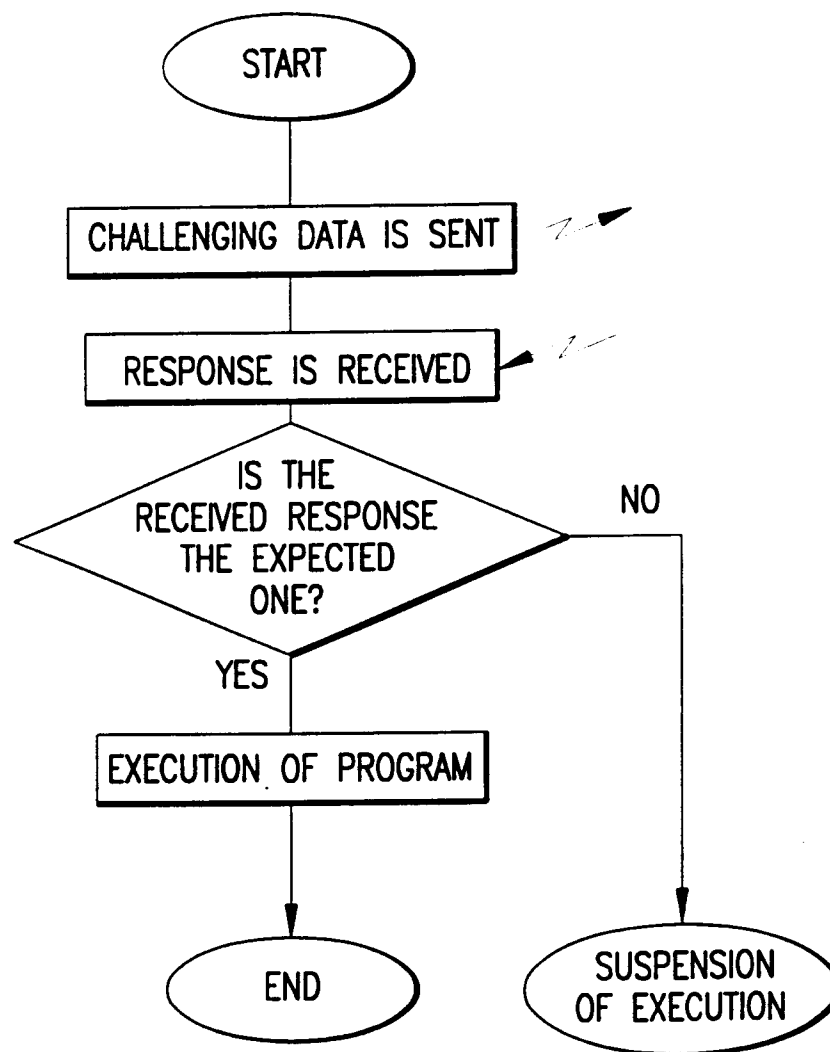 START
CHALLENGING DATA IS SENT
RESPONSE IS RECEIVED
IS THE
RECEIVED RESPONSE
THE EXPECTED
ONE?
NO
YES
EXECUTION OF PROGRAM
END
SUSPENSION
OF EXECUTION